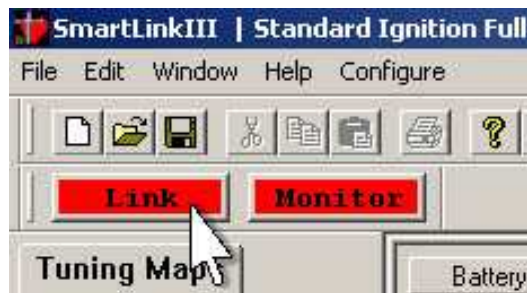 SmartLinkIII | Standard Ignition Full
File Edit Window Help Configure
Link Monitor
Tuning Map
Battery